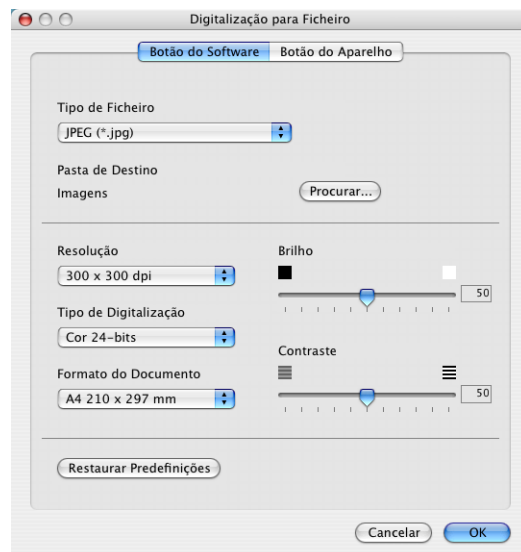 Digitalização para Ficheiro
Botão do Software Botão do Aparelho
Tipo de Ficheiro
JPEG (*.jpg)
Pasta de Destino
Imagens Procurar...
Resolução
300 x 300 dpi
Tipo de Digitalização
Cor 24-bits
Formato do Documento
A4 210 x 297 mm
Brilho
50
Contraste
50
Restaurar Predefinições
Cancelar OK